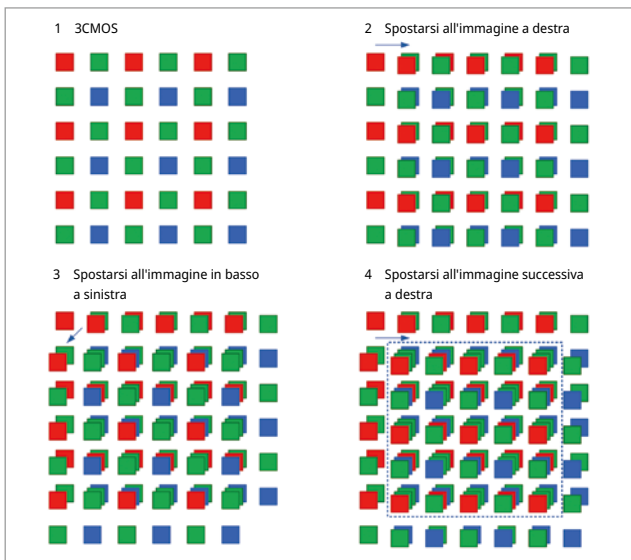 1 3CMOS
2 Spostarsi all'immagine a destra
3 Spostarsi all'immagine in basso
a sinistra
4 Spostarsi all'immagine successiva
a destra